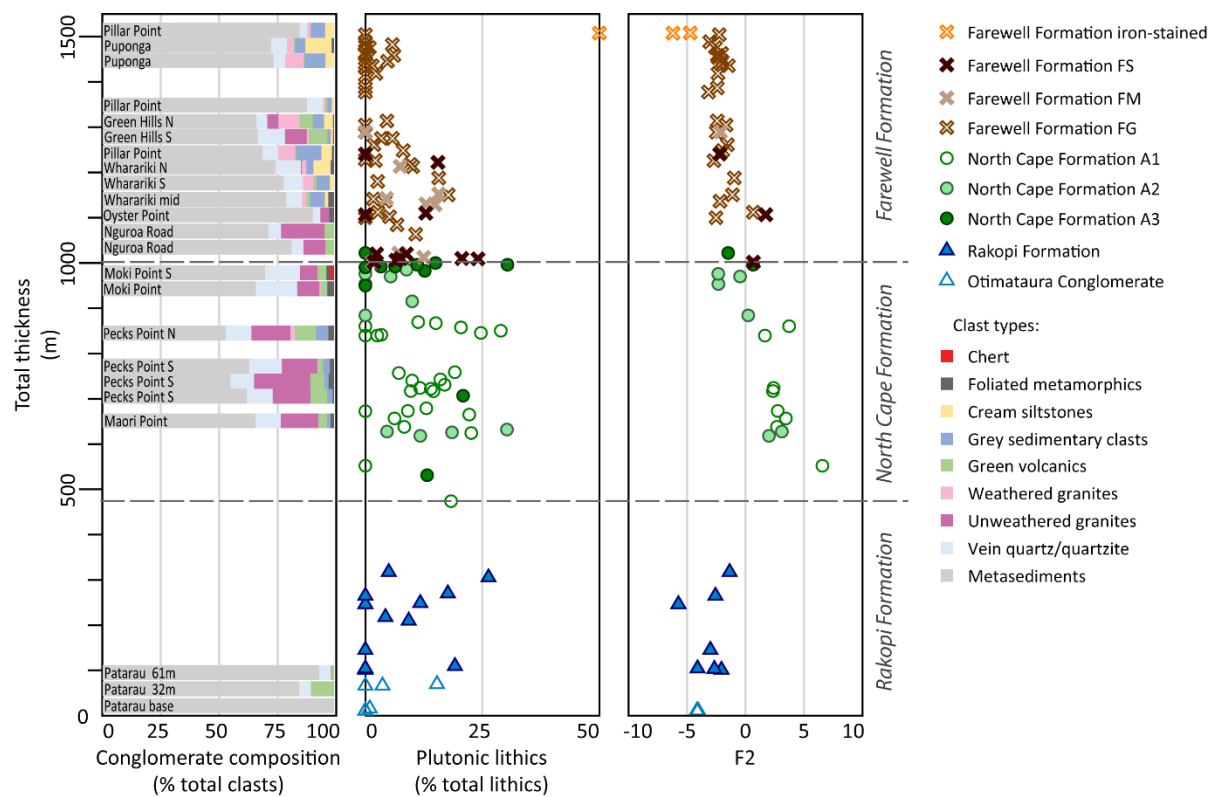 Total thickness
(m)
1500
1000
500
0
Pillar Point
Puponga
Puponga
Pillar Point
Green Hills N
Green Hills S
Pillar Point
Wharariki N
Wharariki S
Wharariki mid
Oyster Point
Nguroa Road
Nguroa Road
Moki Point S
Moki Point
Pecks Point N
Pecks Point S
Pecks Point S
Pecks Point S
Maori Point
Patarau 61m
Patarau 32m
Patarau base
0 25 50 75 100
Conglomerate composition
(% total clasts)
0 25 50
Plutonic lithics
(% total lithics)
-10 -5 0 5 10
F2
Farewell Formation
North Cape Formation
Rakopi Formation
Farewell Formation iron-stained
Farewell Formation FS
Farewell Formation FM
Farewell Formation FG
North Cape Formation A1
North Cape Formation A2
North Cape Formation A3
Rakopi Formation
Otimataura Conglomerate
Clast types:
Chert
Foliated metamorphics
Cream siltstones
Grey sedimentary clasts
Green volcanics
Weathered granites
Unweathered granites
Vein quartz/quartzite
Metasediments